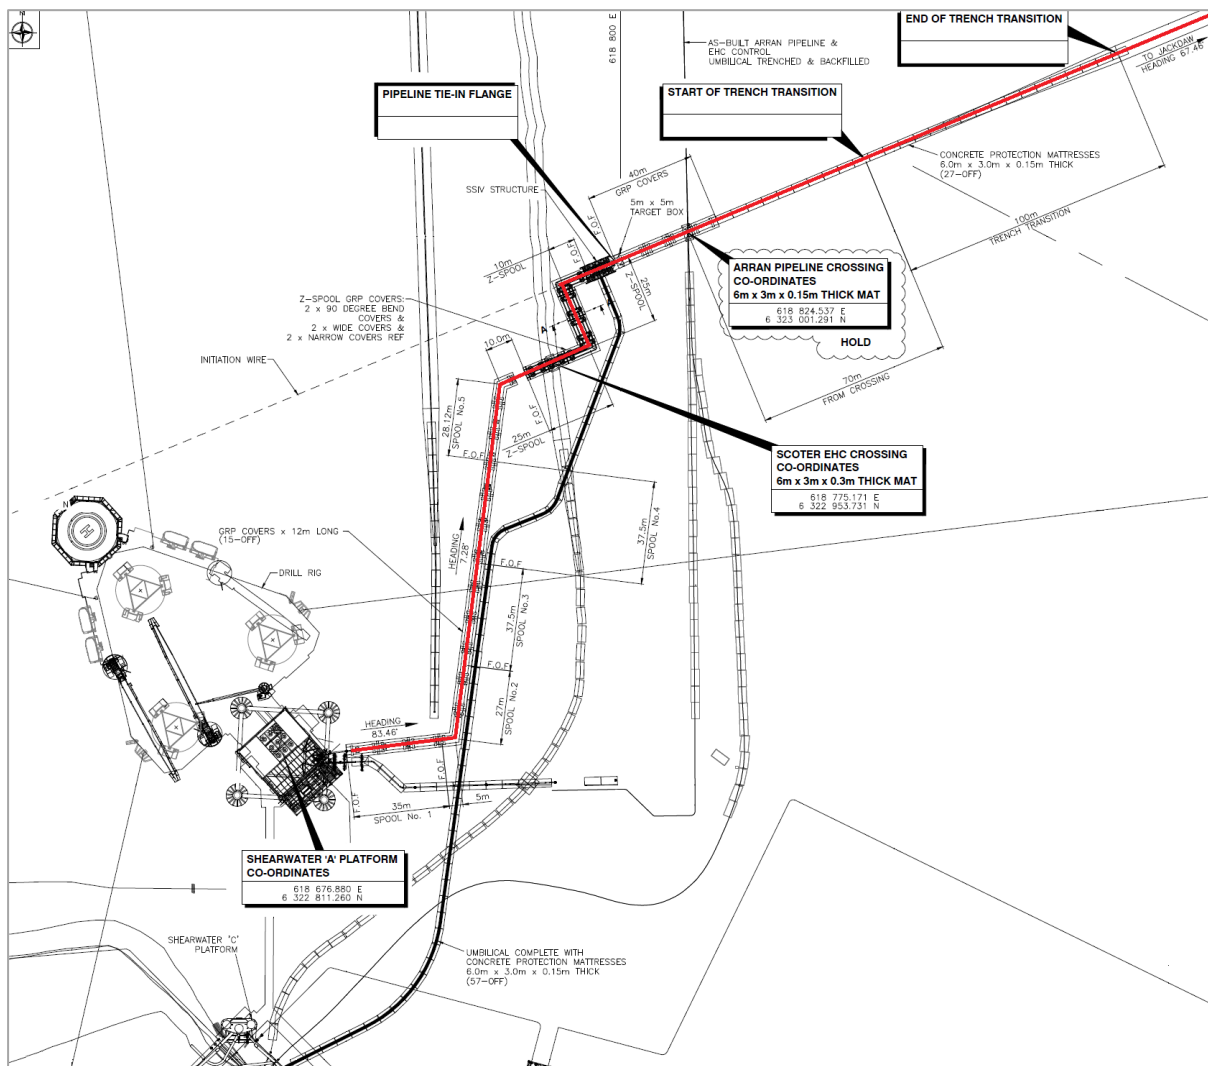 N
618 800 E
AS-BUILT ARRAN PIPELINE &
EHC CONTROL
UMBILICAL TRENCHED & BACKFILLED
END OF TRENCH TRANSITION
TO JACKDAW
HEADING 67.46'
PIPELINE TIE-IN FLANGE
START OF TRENCH TRANSITION
CONCRETE PROTECTION MATTRESSES
6.0m x 3.0m x 0.15m THICK
(27-OFF)
40m
GRP COVERS
SSIV STRUCTURE
5m x 5m
TARGET BOX
F.O.F
100m
TRENCH TRANSITION
10m
Z-SPOOL
F.O.F
25m
Z-SPOOL
ARRAN PIPELINE CROSSING
CO-ORDINATES
6m x 3m x 0.15m THICK MAT
618 824.537 E
6 323 001.291 N
HOLD
Z-SPOOL GRP COVERS:
2 x 90 DEGREE BEND
COVERS &
2 x WIDE COVERS &
2 x NARROW COVERS REF
A
A
10.0m
INITIATION WIRE
70m
FROM CROSSING
28.12m
SPOOL No.5
F.O.F
25m
Z-SPOOL
F.O.F
SCOTER EHC CROSSING
CO-ORDINATES
6m x 3m x 0.3m THICK MAT
618 775.171 E
6 322 953.731 N
N
H
GRP COVERS x 12m LONG
(15-OFF)
HEADING
7.28'
37.5m
SPOOL No.4
F.O.F
DRILL RIG
37.5m
SPOOL No.3
F.O.F
27m
SPOOL No.2
HEADING
83.46'
F.O.F
F.O.F
35m
SPOOL No. 1
5m
SHEARWATER 'A' PLATFORM
CO-ORDINATES
618 676.880 E
6 322 811.260 N
SHEARWATER 'C'
PLATFORM
UMBILICAL COMPLETE WITH
CONCRETE PROTECTION MATTRESSES
6.0m x 3.0m x 0.15m THICK
(57-OFF)